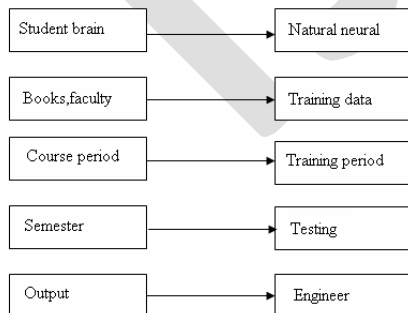 Student brain
Natural neural
Books,faculty
Training data
Course period
Training period
Semester
Testing
Output
Engineer